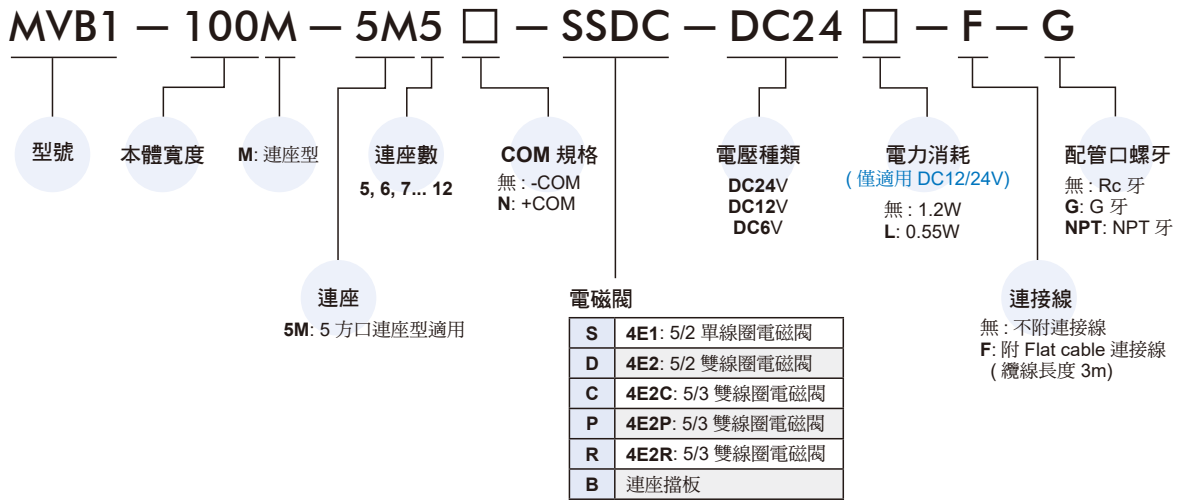 MVB1 — 100M — 5M5 □ — SSDC — DC24 □ — F — G
型號
本體寬度
M: 連座型
連座數
5, 6, 7... 12
COM 規格
無 : -COM
N: +COM
電壓種類
DC24V
DC12V
DC6V
電力消耗
( 僅適用 DC12/24V)
無 : 1.2W
L: 0.55W
配管口螺牙
無 : Rc 牙
G: G 牙
NPT: NPT 牙
連座
5M: 5 方口連座型適用
電磁閥
S 4E1: 5/2 單線圈電磁閥
D 4E2: 5/2 雙線圈電磁閥
C 4E2C: 5/3 雙線圈電磁閥
P 4E2P: 5/3 雙線圈電磁閥
R 4E2R: 5/3 雙線圈電磁閥
B 連座擋板
連接線
無 : 不附連接線
F: 附 Flat cable 連接線
( 纜線長度 3m)